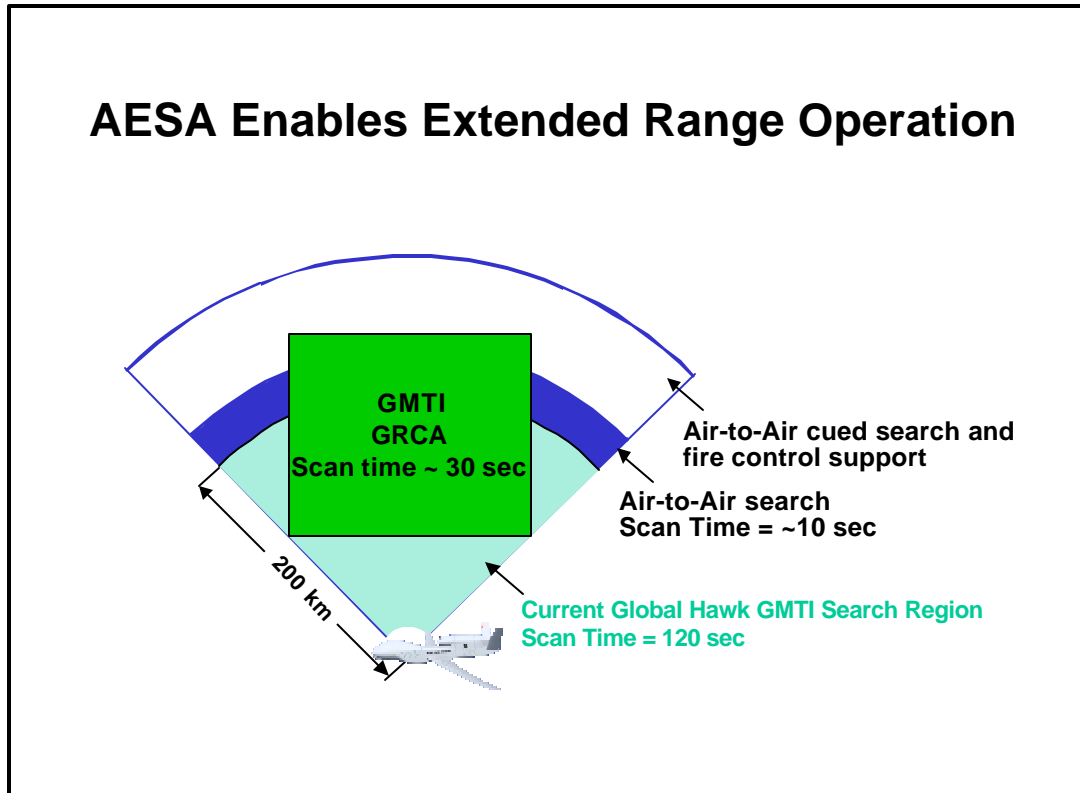 AESA Enables Extended Range Operation
GMTI
GRCA
Scan time ~ 30 sec
Air-to-Air cued search and
fire control support
Air-to-Air search
Scan Time = ~10 sec
200 km
Current Global Hawk GMTI Search Region
Scan Time = 120 sec